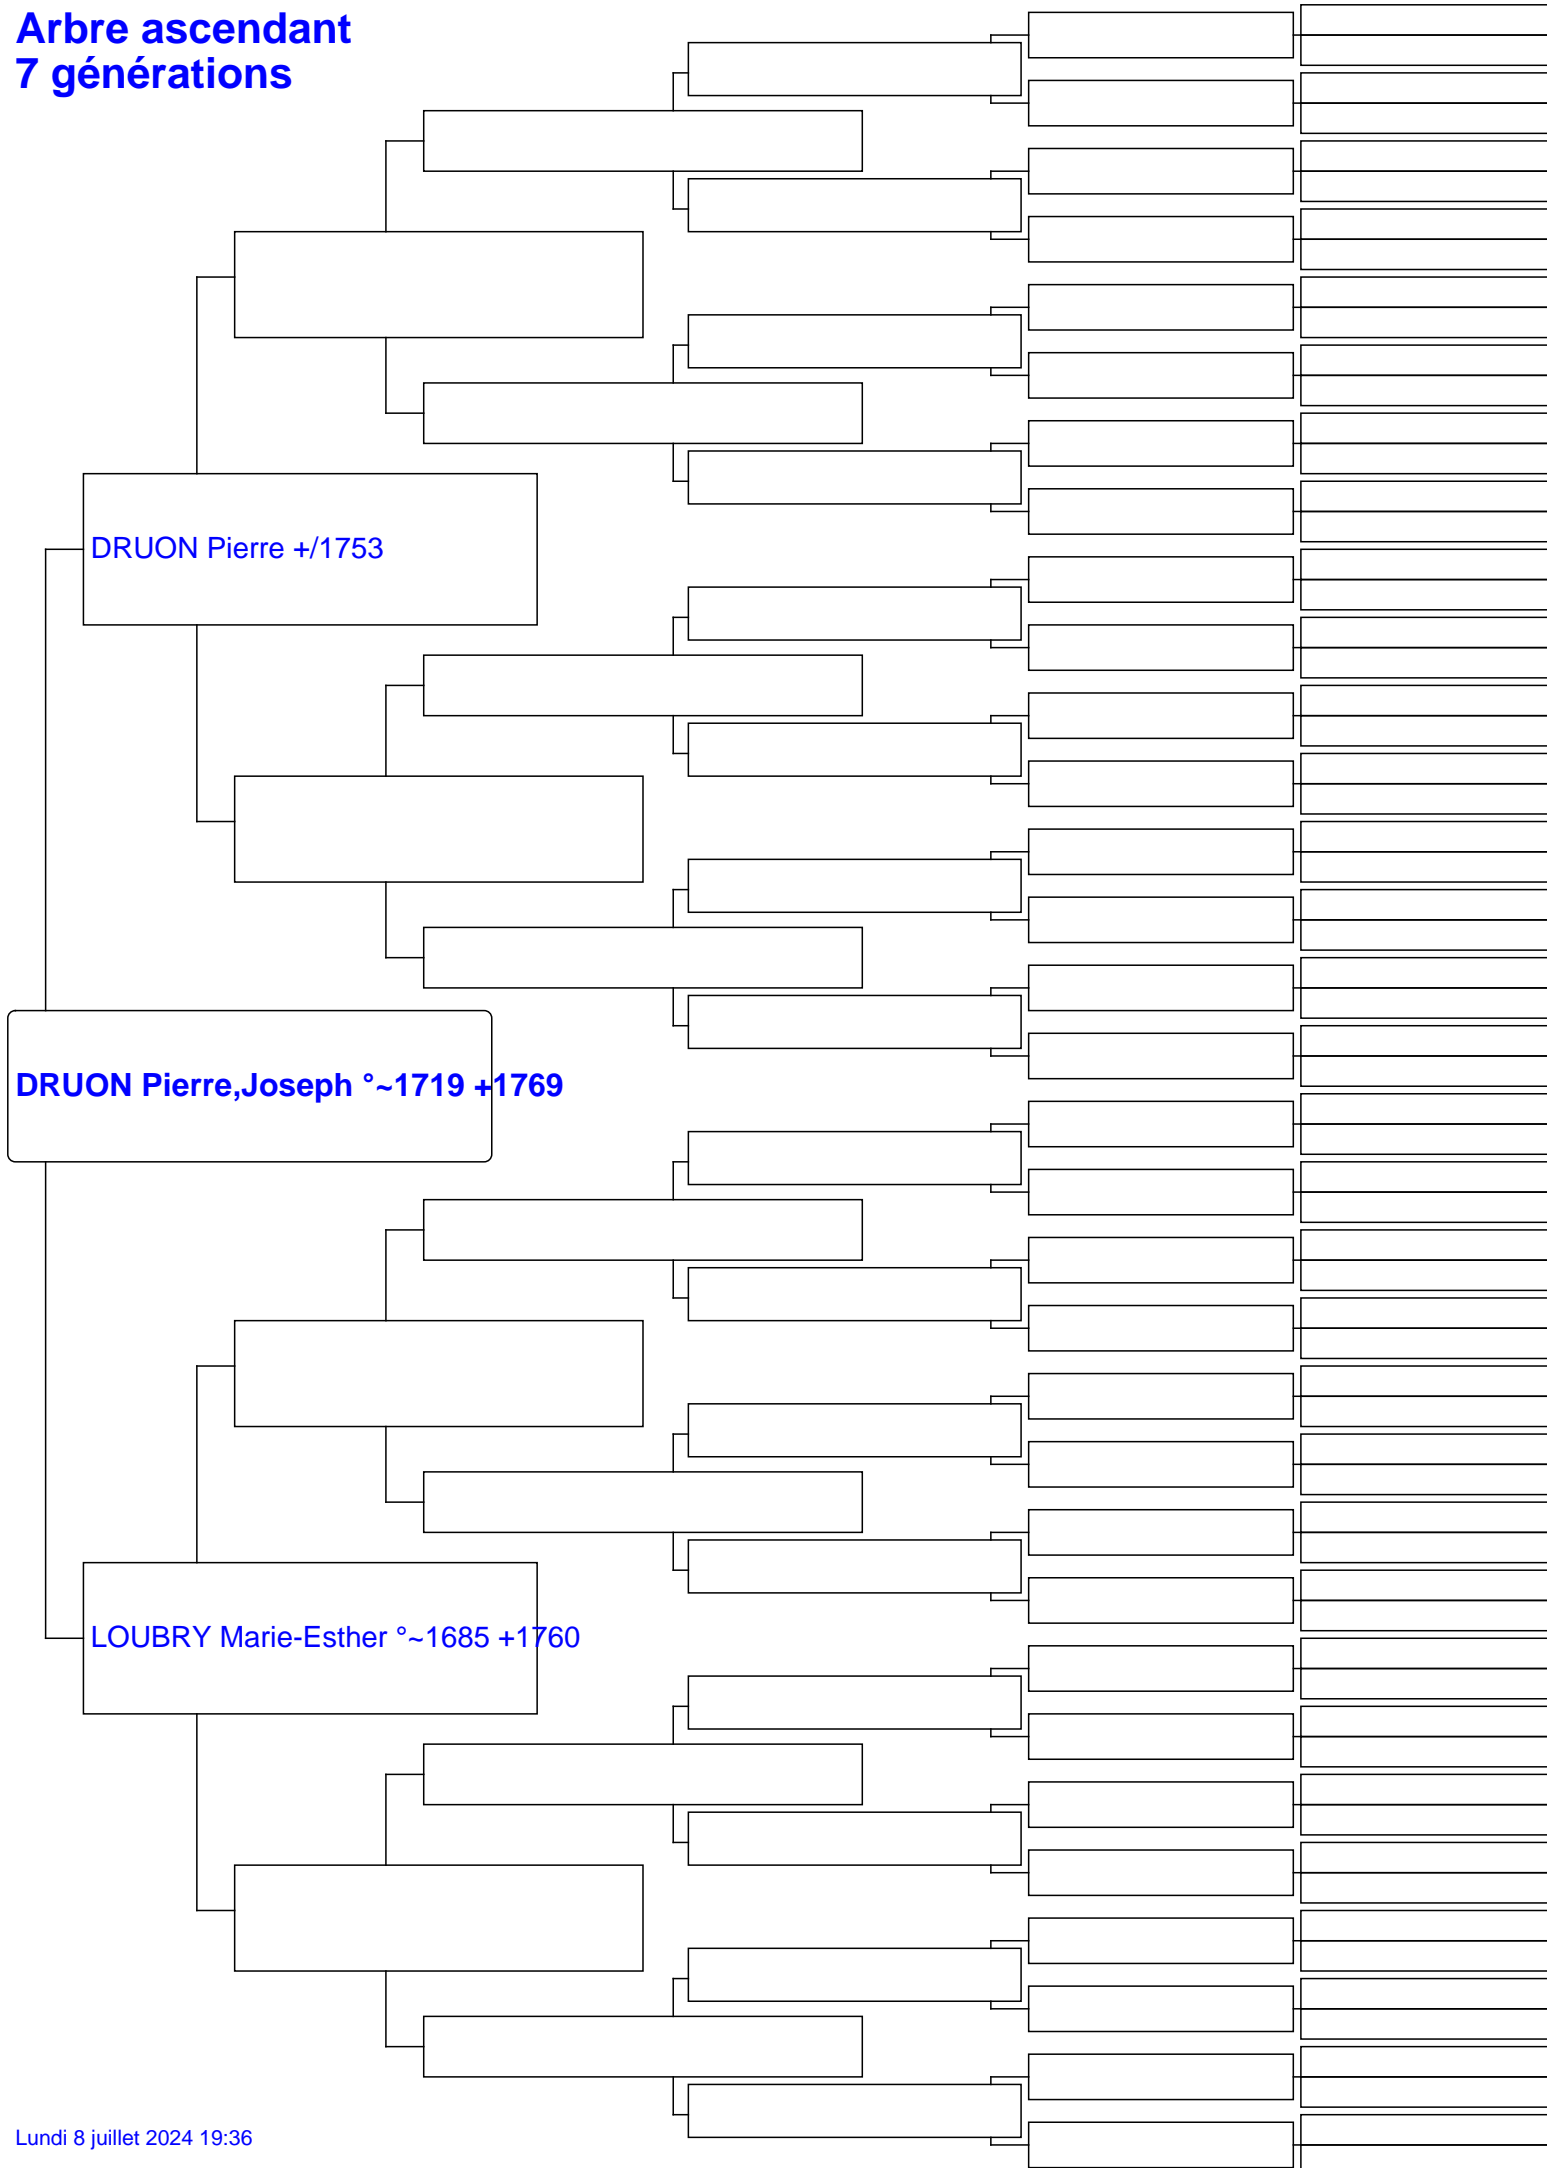 Arbre ascendant
7 générations
DRUON Pierre +/1753
DRUON Pierre,Joseph °~1719 +1769
LOUBRY Marie-Esther °~1685 +1760
Lundi 8 juillet 2024 19:36